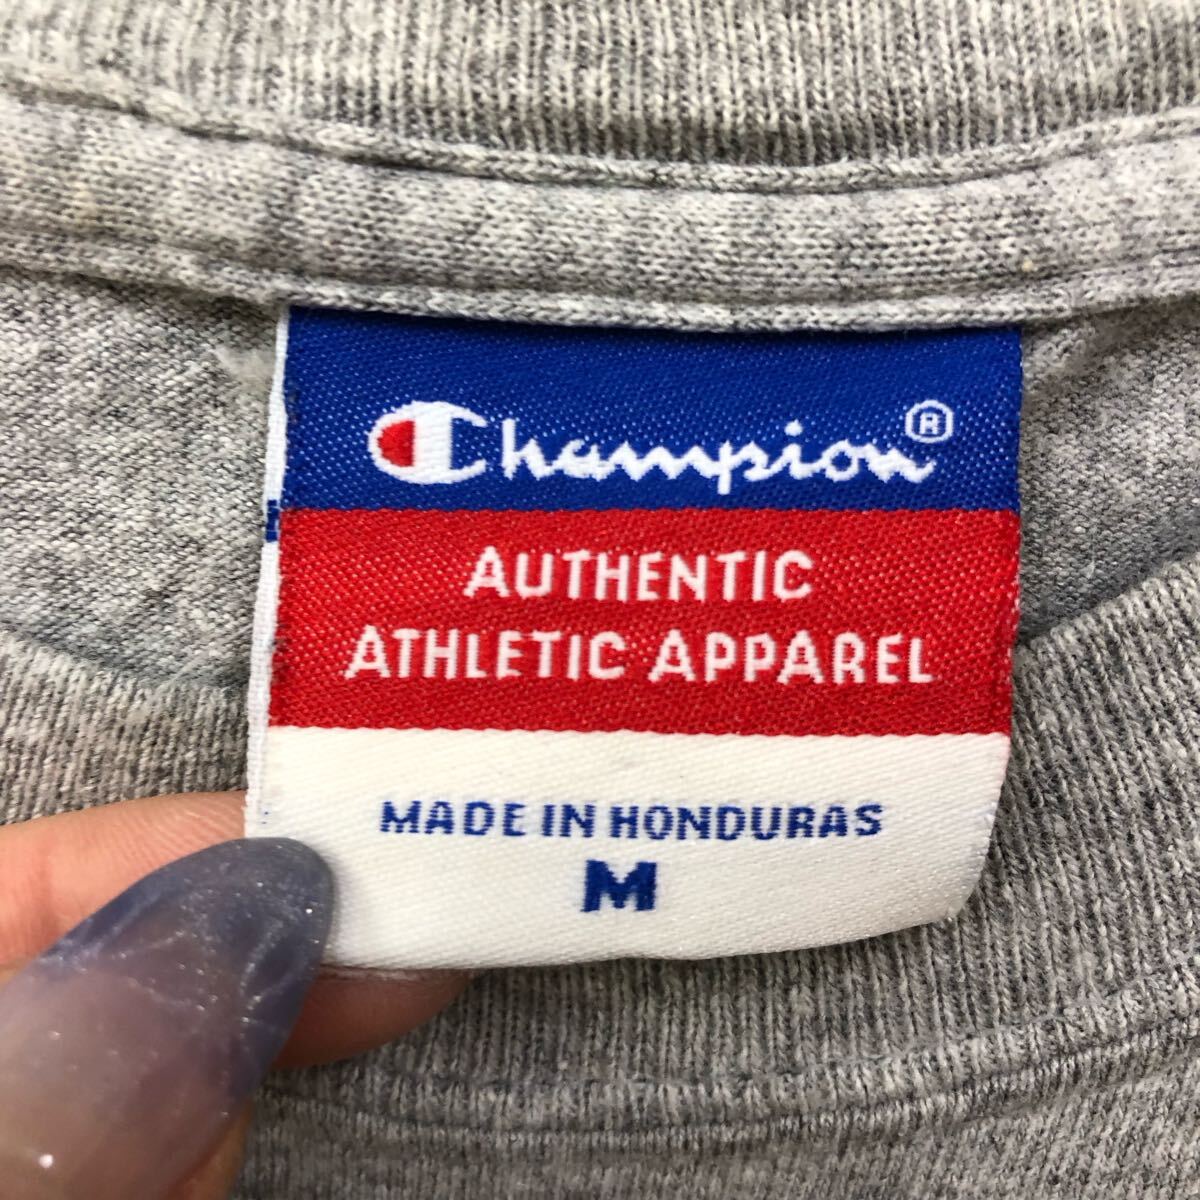 Champion®
AUTHENTIC
ATHLETIC APPAREL
MADE IN HONDURAS
M